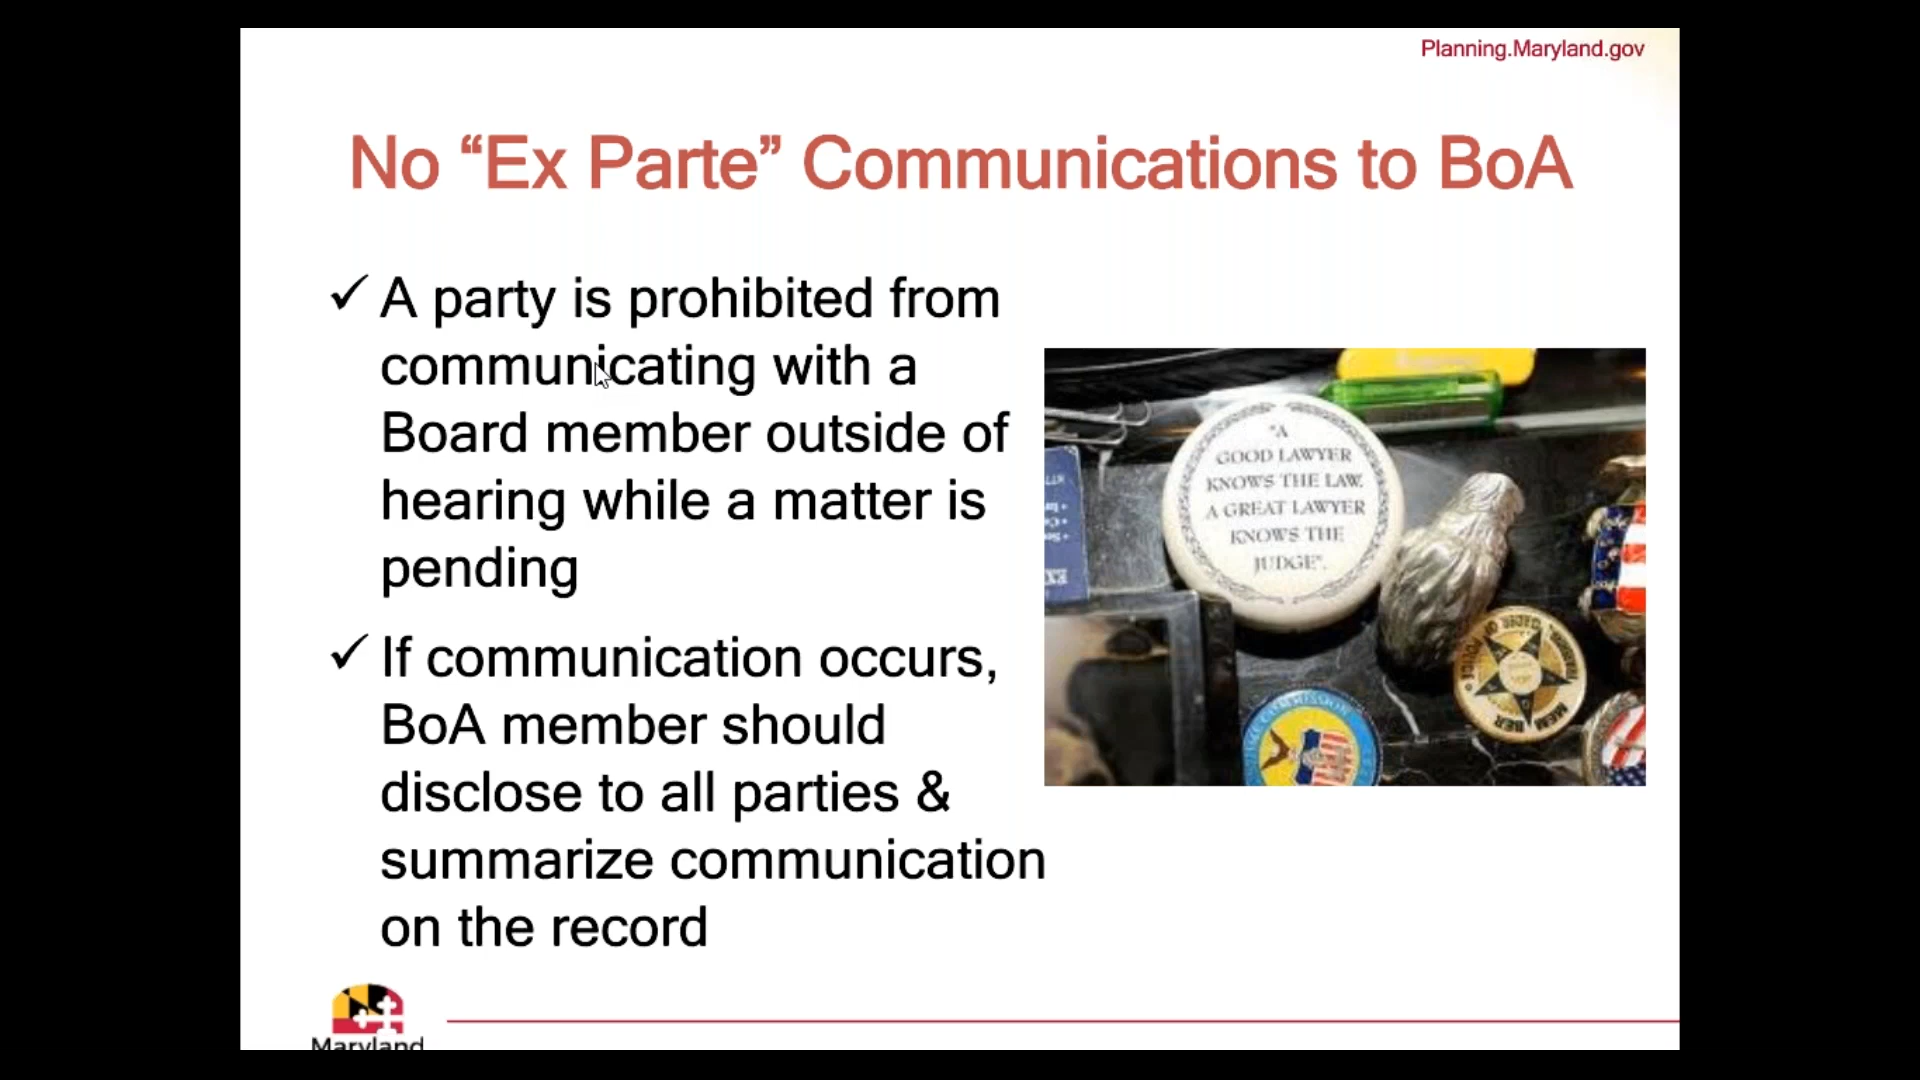 Planning.Maryland.gov
No “Ex Parte” Communications to BoA
✓ A party is prohibited from
communicating with a
Board member outside of
hearing while a matter is
pending
✓ If communication occurs,
BoA member should
disclose to all parties &
summarize communication
on the record
"A
GOOD LAWYER
KNOWS THE LAW,
A GREAT LAWYER
KNOWS THE
JUDGE".
MEMBER
Maryland